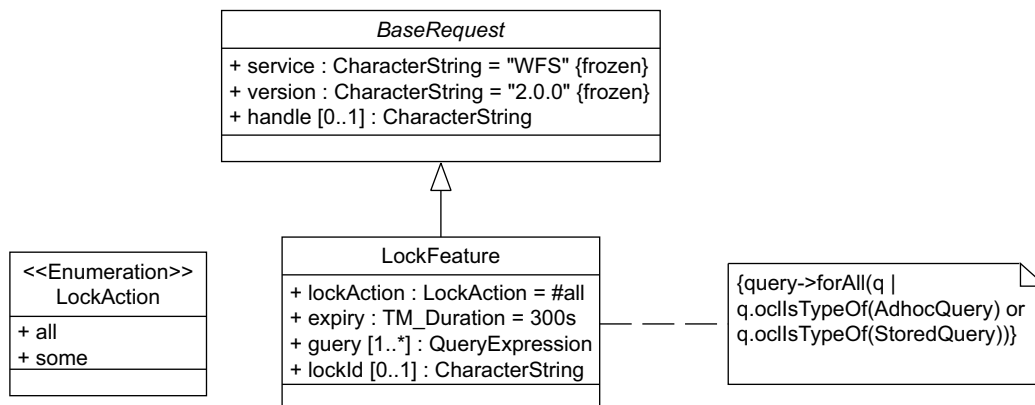 BaseRequest
+ service : CharacterString = "WFS" {frozen}
+ version : CharacterString = "2.0.0" {frozen}
+ handle [0..1] : CharacterString
<<Enumeration>>
LockAction
+ all
+ some
LockFeature
+ lockAction : LockAction = #all
+ expiry : TM_Duration = 300s
+ guery [1..*] : QueryExpression
+ lockId [0..1] : CharacterString
{query->forAll(q |
q.oclIsTypeOf(AdhocQuery) or
q.oclIsTypeOf(StoredQuery))}